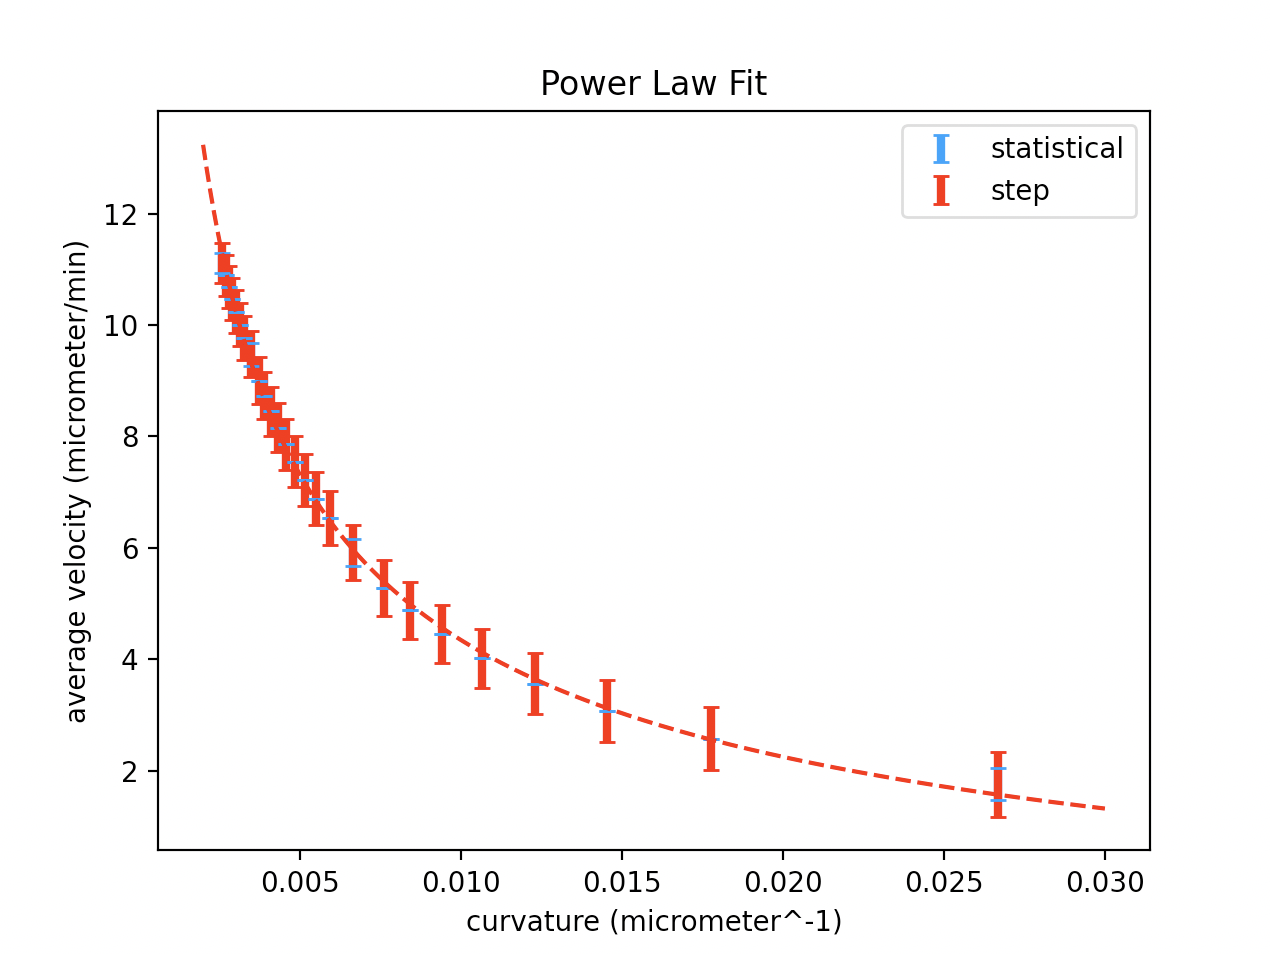 Power Law Fit
statistical
step
12
10
8
6
4
2
average velocity (micrometer/min)
0.005 0.010 0.015 0.020 0.025 0.030
curvature (micrometer^-1)